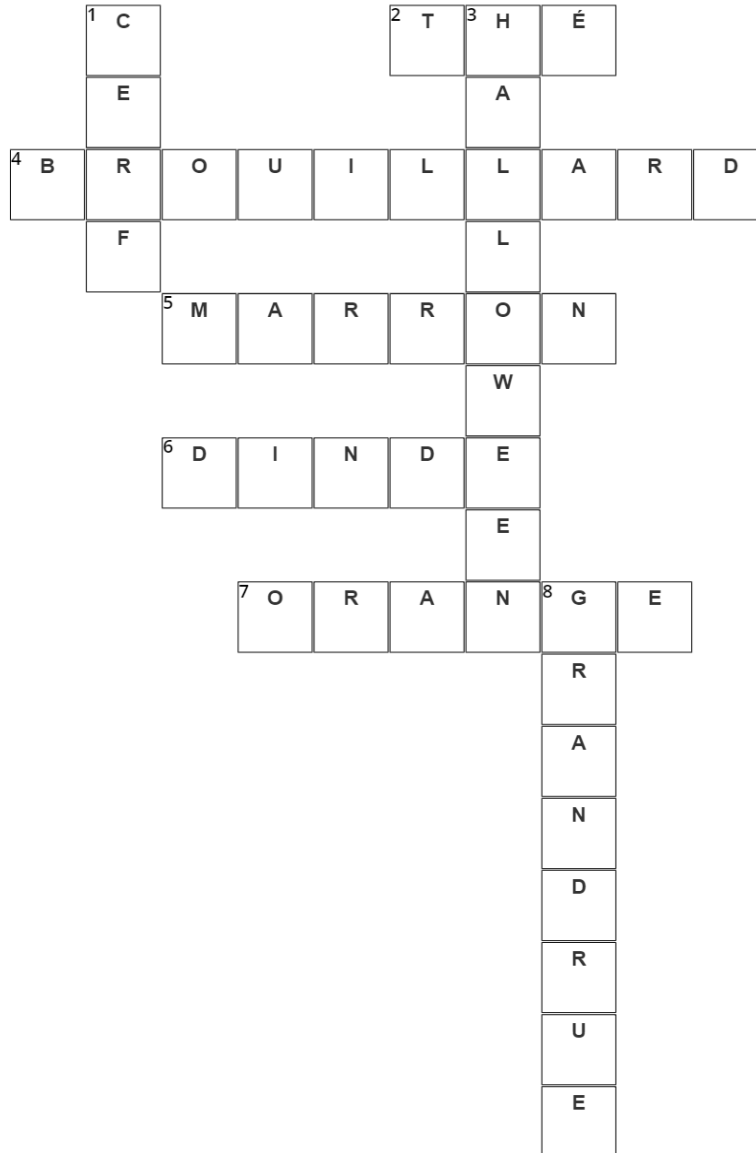 1 C 2 T 3 H É
E A
4 B R O U I L L A R D
F L
5 M A R R O N
W
6 D I N D E
E
7 O R A N 8 G E
R
A
N
D
R
U
E